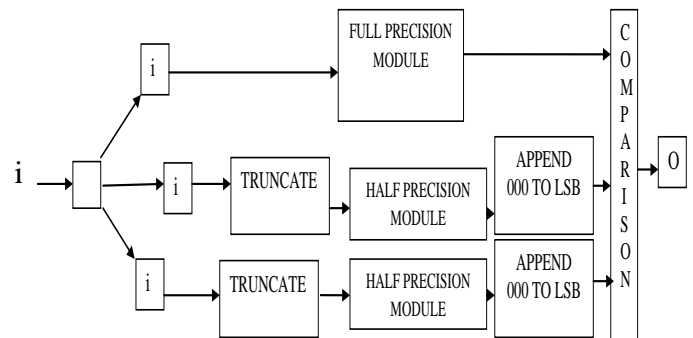 FULL PRECISION
MODULE
i
i
i
TRUNCATE
HALF PRECISION
MODULE
APPEND
000 TO LSB
i
TRUNCATE
HALF PRECISION
MODULE
APPEND
000 TO LSB
COMPARISON
O